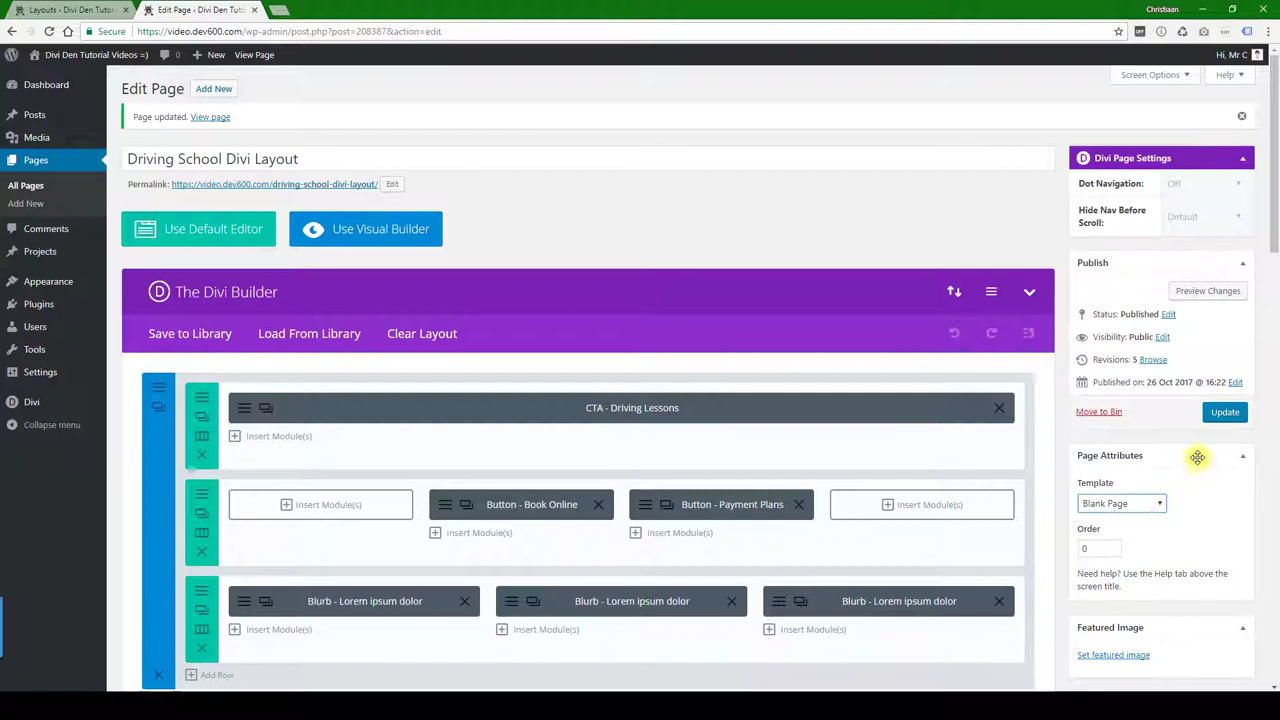 Layouts ‹ Divi Den Tuto
Edit Page ‹ Divi Den Tuto
Christiaan
Secure
https://video.dev600.com/wp-admin/post.php?post=208387&action=edit
Divi Den Tutorial Videos =)
New
View Page
Hi, Mr C
Dashboard
Posts
Media
Pages
All Pages
Add New
Comments
Projects
Appearance
Plugins
Users
Tools
Settings
Divi
Collapse menu
Edit Page
Add New
Screen Options
Help
Page updated. View page
Driving School Divi Layout
Permalink: https://video.dev600.com/driving-school-divi-layout/
Edit
Use Default Editor
Use Visual Builder
D The Divi Builder
Save to Library
Load From Library
Clear Layout
CTA - Driving Lessons
Insert Module(s)
Insert Module(s)
Button - Book Online
Button - Payment Plans
Insert Module(s)
Insert Module(s)
Insert Module(s)
Blurb - Lorem ipsum dolor
Blurb - Lorem ipsum dolor
Blurb - Lorem ipsum dolor
Insert Module(s)
Insert Module(s)
Insert Module(s)
Add Row
D Divi Page Settings
Dot Navigation:
Off
Hide Nav Before
Scroll:
Default
Publish
Preview Changes
Status: Published Edit
Visibility: Public Edit
Revisions: 5 Browse
Published on: 26 Oct 2017 @ 16:22 Edit
Move to Bin
Update
Page Attributes
Template
Blank Page
Order
0
Need help? Use the Help tab above the
screen title.
Featured Image
Set featured image